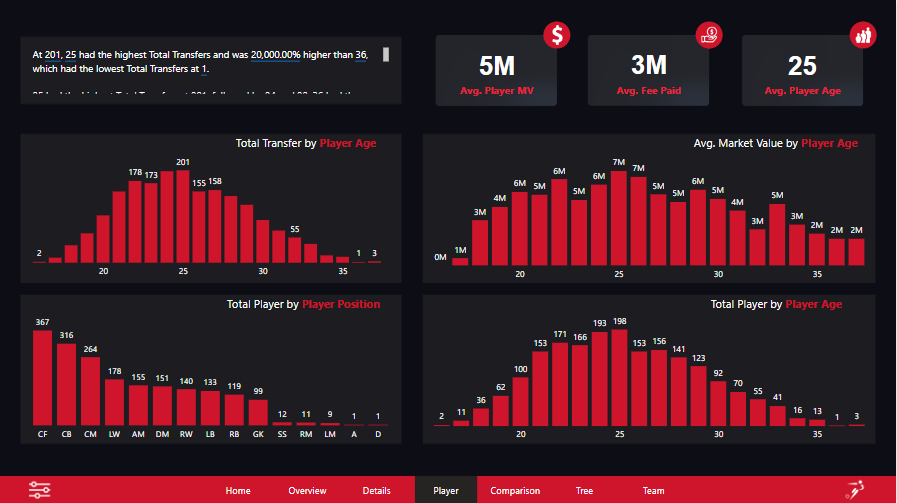 At 201, 25 had the highest Total Transfers and was 20,000.00% higher than 36,
which had the lowest Total Transfers at 1.
$
5M
Avg. Player MV
3M
Avg. Fee Paid
25
Avg. Player Age
Total Transfer by Player Age
2 178 173 201 155 158 55 1 3
20 25 30 35
Avg. Market Value by Player Age
0M 1M 3M 4M 6M 5M 6M 5M 6M 7M 7M 5M 5M 6M 5M 4M 3M 5M 3M 2M 2M 2M
20 25 30 35
Total Player by Player Position
367 316 264 178 155 151 140 133 119 99 12 11 9 1 1
CF CB CM LW AM DM RW LB RB GK SS RM LM A D
Total Player by Player Age
2 11 36 62 100 153 171 166 193 198 153 156 141 123 92 70 55 41 16 13 1 3
20 25 30 35
Home Overview Details Player Comparison Tree Team